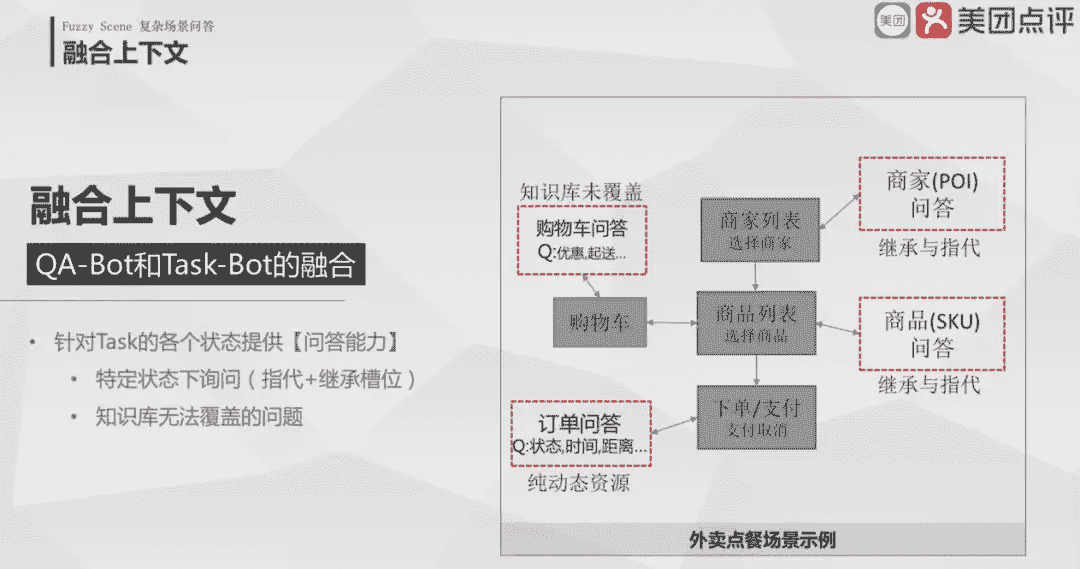 Fuzzy Scene 复杂场景问答
融合上下文
美团
美团点评
融合上下文
QA-Bot和Task-Bot的融合
• 针对Task的各个状态提供【问答能力】
• 特定状态下询问（指代+继承槽位）
• 知识库无法覆盖的问题
知识库未覆盖
购物车问答
Q:优惠,起送...
购物车
商家列表
选择商家
商家(POI)
问答
继承与指代
商品列表
选择商品
商品(SKU)
问答
继承与指代
下单/支付
支付取消
订单问答
Q:状态,时间,距离...
纯动态资源
外卖点餐场景示例